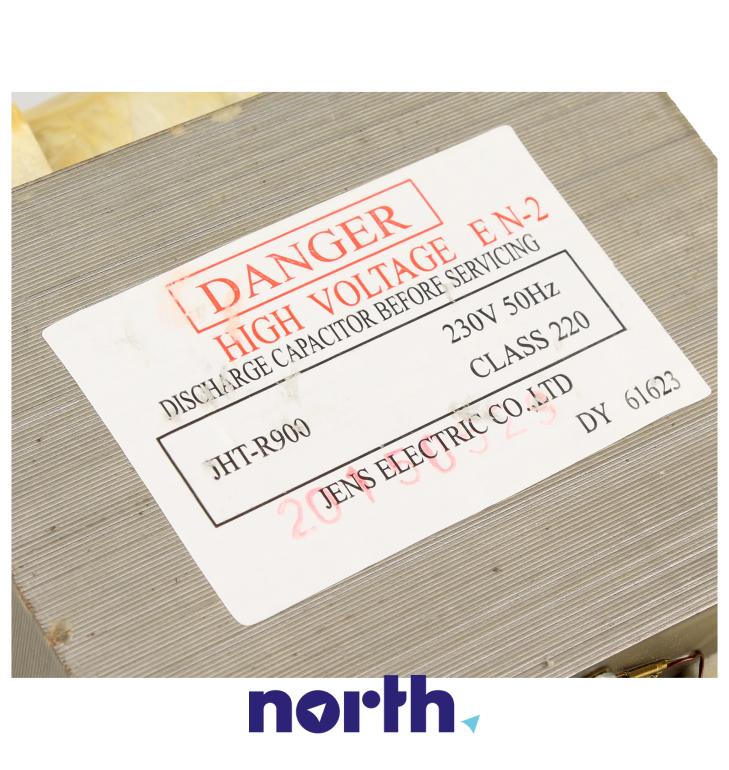 DANGER
HIGH VOLTAGE EN-2
DISCHARGE CAPACITOR BEFORE SERVICING
230V 50Hz
JHT-R900 CLASS 220
JENS ELECTRIC CO.,LTD
DY 61623
north